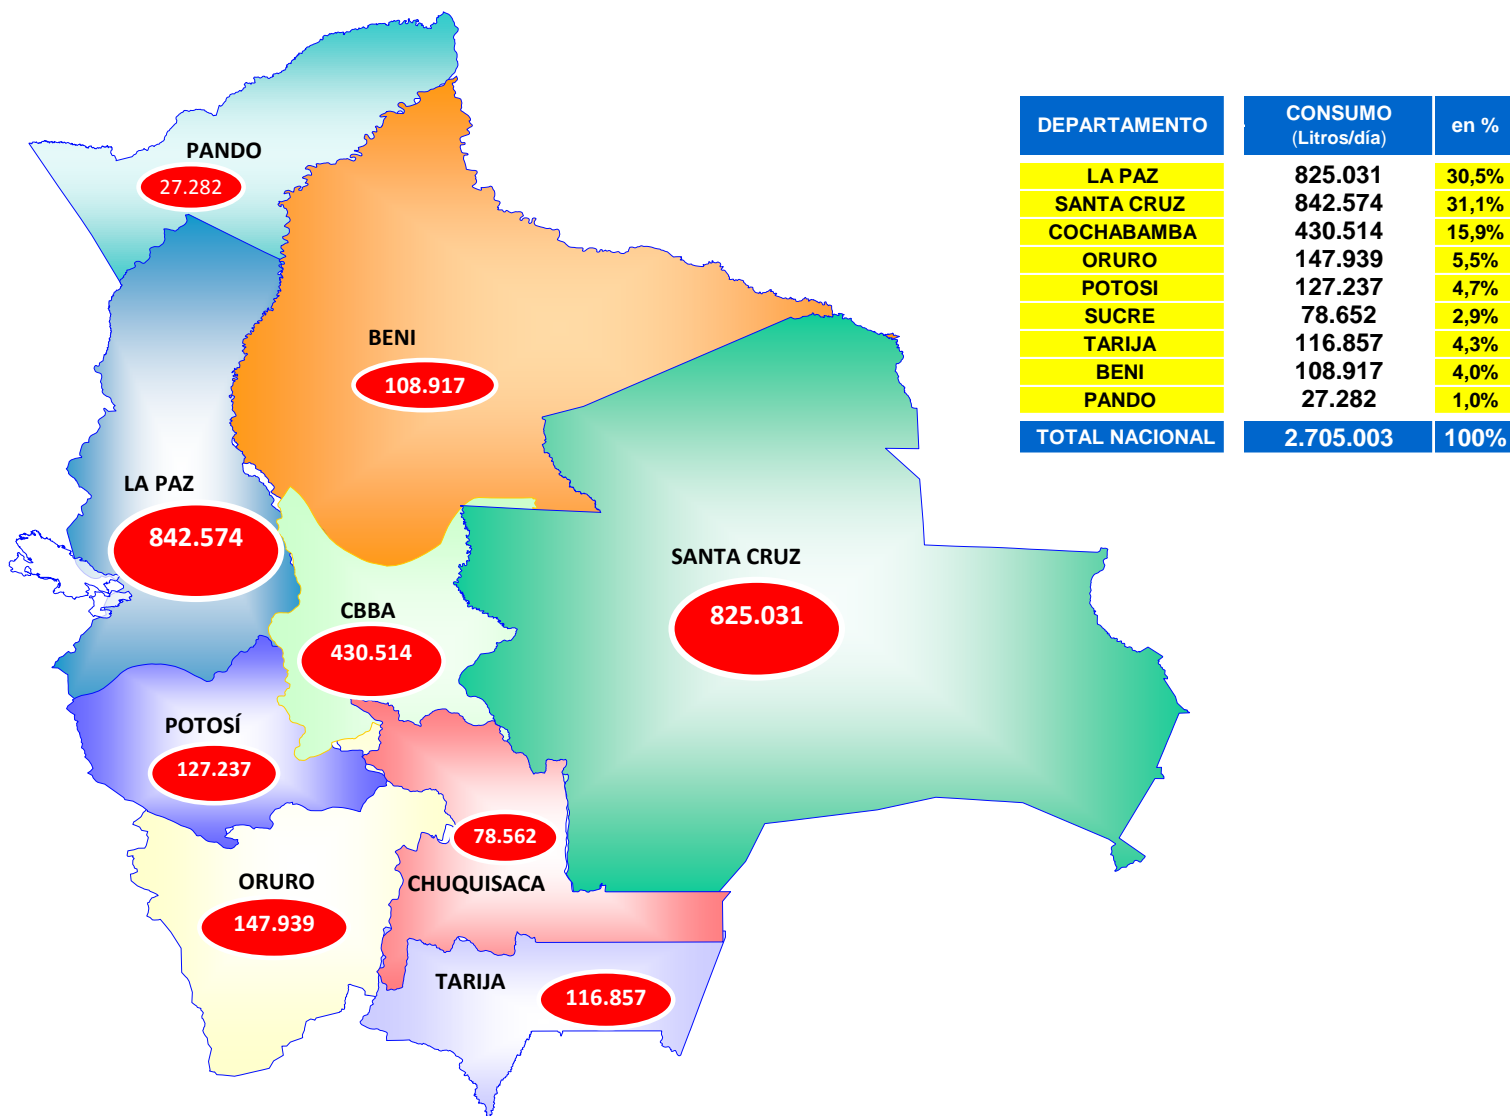 PANDO
27.282
BENI
108.917
LA PAZ
842.574
SANTA CRUZ
825.031
CBBA
430.514
POTOSÍ
127.237
78.562
CHUQUISACA
ORURO
147.939
TARIJA
116.857
DEPARTAMENTO CONSUMO (Litros/día) en %
LA PAZ 825.031 30,5%
SANTA CRUZ 842.574 31,1%
COCHABAMBA 430.514 15,9%
ORURO 147.939 5,5%
POTOSI 127.237 4,7%
SUCRE 78.652 2,9%
TARIJA 116.857 4,3%
BENI 108.917 4,0%
PANDO 27.282 1,0%
TOTAL NACIONAL 2.705.003 100%